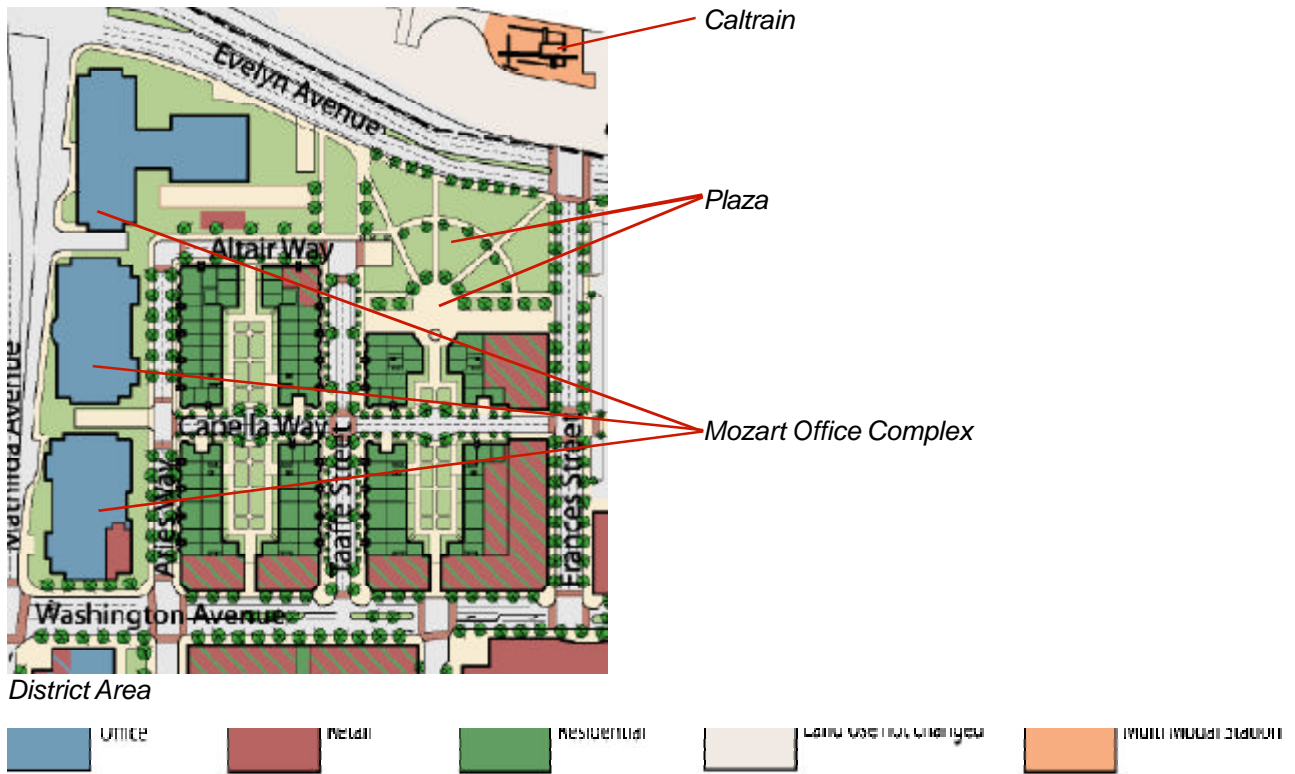 Caltrain
Evelyn Avenue
Plaza
Altair Way
Mathilda Avenue
Capella Way
Mozart Office Complex
Aries Way
Taaffe Street
Frances Street
Washington Avenue
District Area
Office
Retail
Residential
Land Use not changed
Multi Modal Station